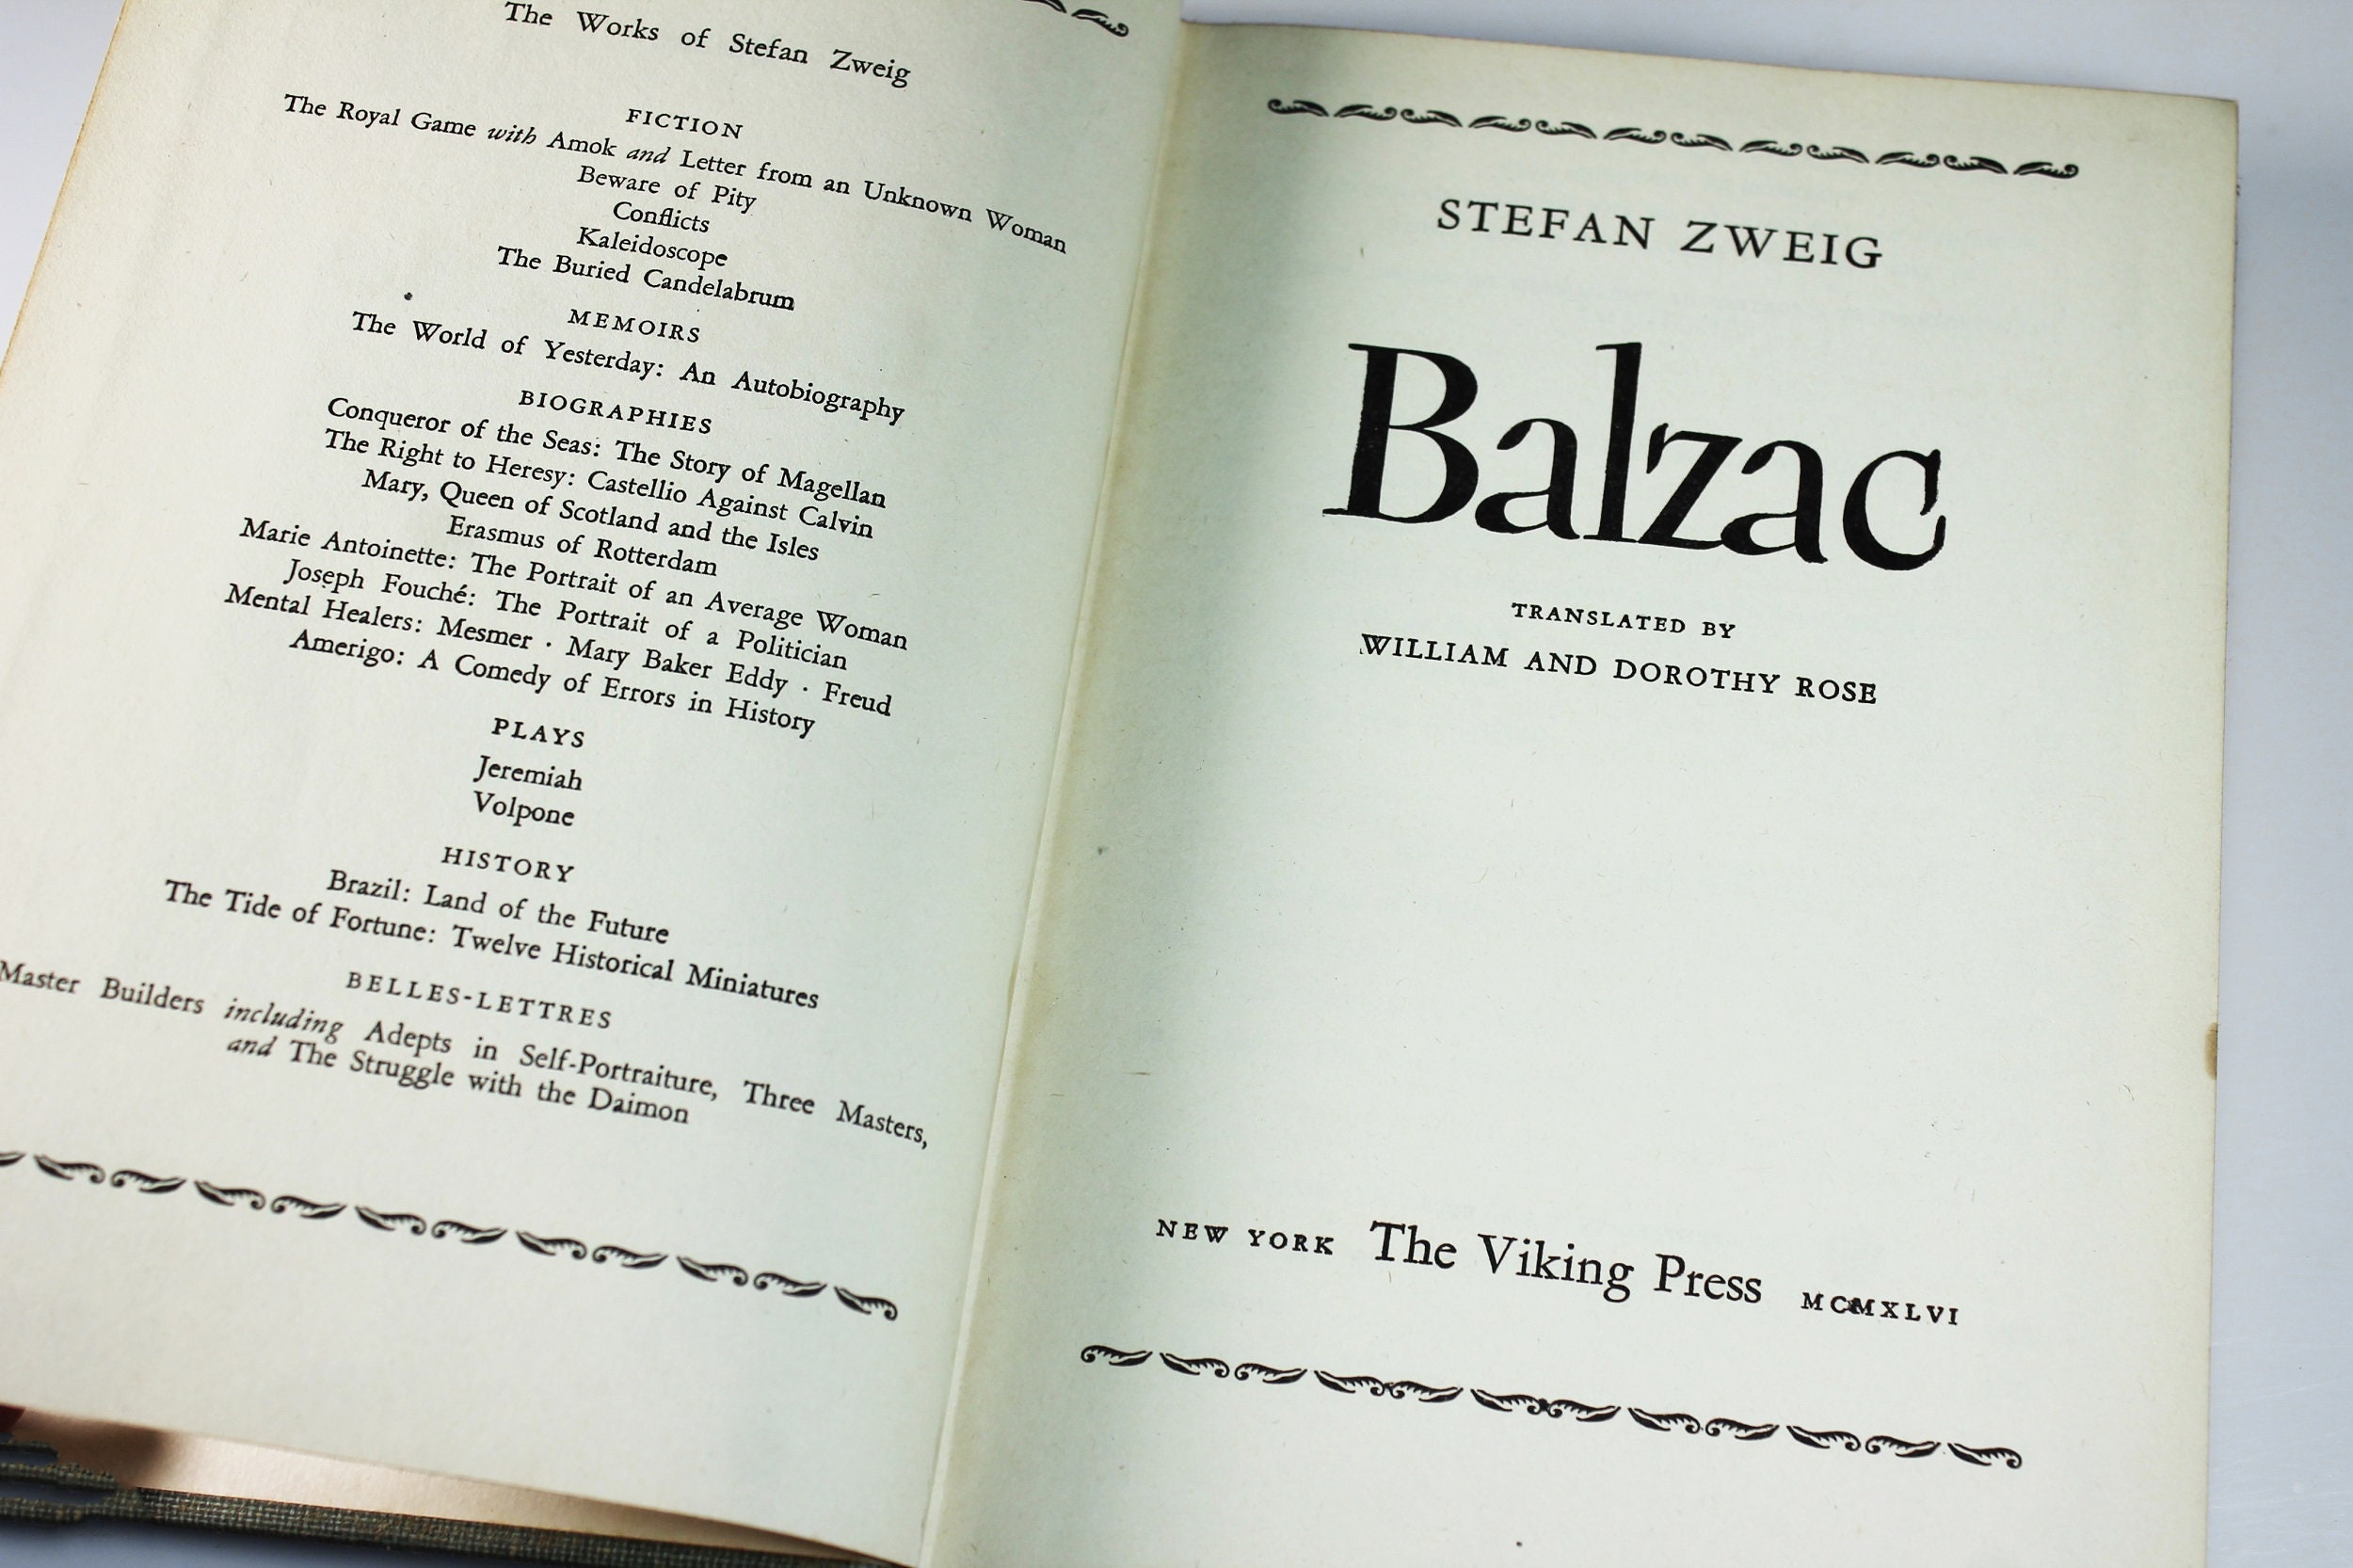 The Works of Stefan Zweig
FICTION
The Royal Game with Amok and Letter from an Unknown Woman
Beware of Pity
Conflicts
Kaleidoscope
The Buried Candelabrum
MEMOIRS
The World of Yesterday: An Autobiography
BIOGRAPHIES
Conqueror of the Seas: The Story of Magellan
The Right to Heresy: Castellio Against Calvin
Mary, Queen of Scotland and the Isles
Erasmus of Rotterdam
Marie Antoinette: The Portrait of an Average Woman
Joseph Fouché: The Portrait of a Politician
Mental Healers: Mesmer · Mary Baker Eddy · Freud
Amerigo: A Comedy of Errors in History
PLAYS
Jeremiah
Volpone
HISTORY
Brazil: Land of the Future
The Tide of Fortune: Twelve Historical Miniatures
BELLES-LETTRES
Master Builders including Adepts in Self-Portraiture, Three Masters,
and The Struggle with the Daimon
STEFAN ZWEIG
Balzac
TRANSLATED BY
WILLIAM AND DOROTHY ROSE
NEW YORK The Viking Press MCMXLVI